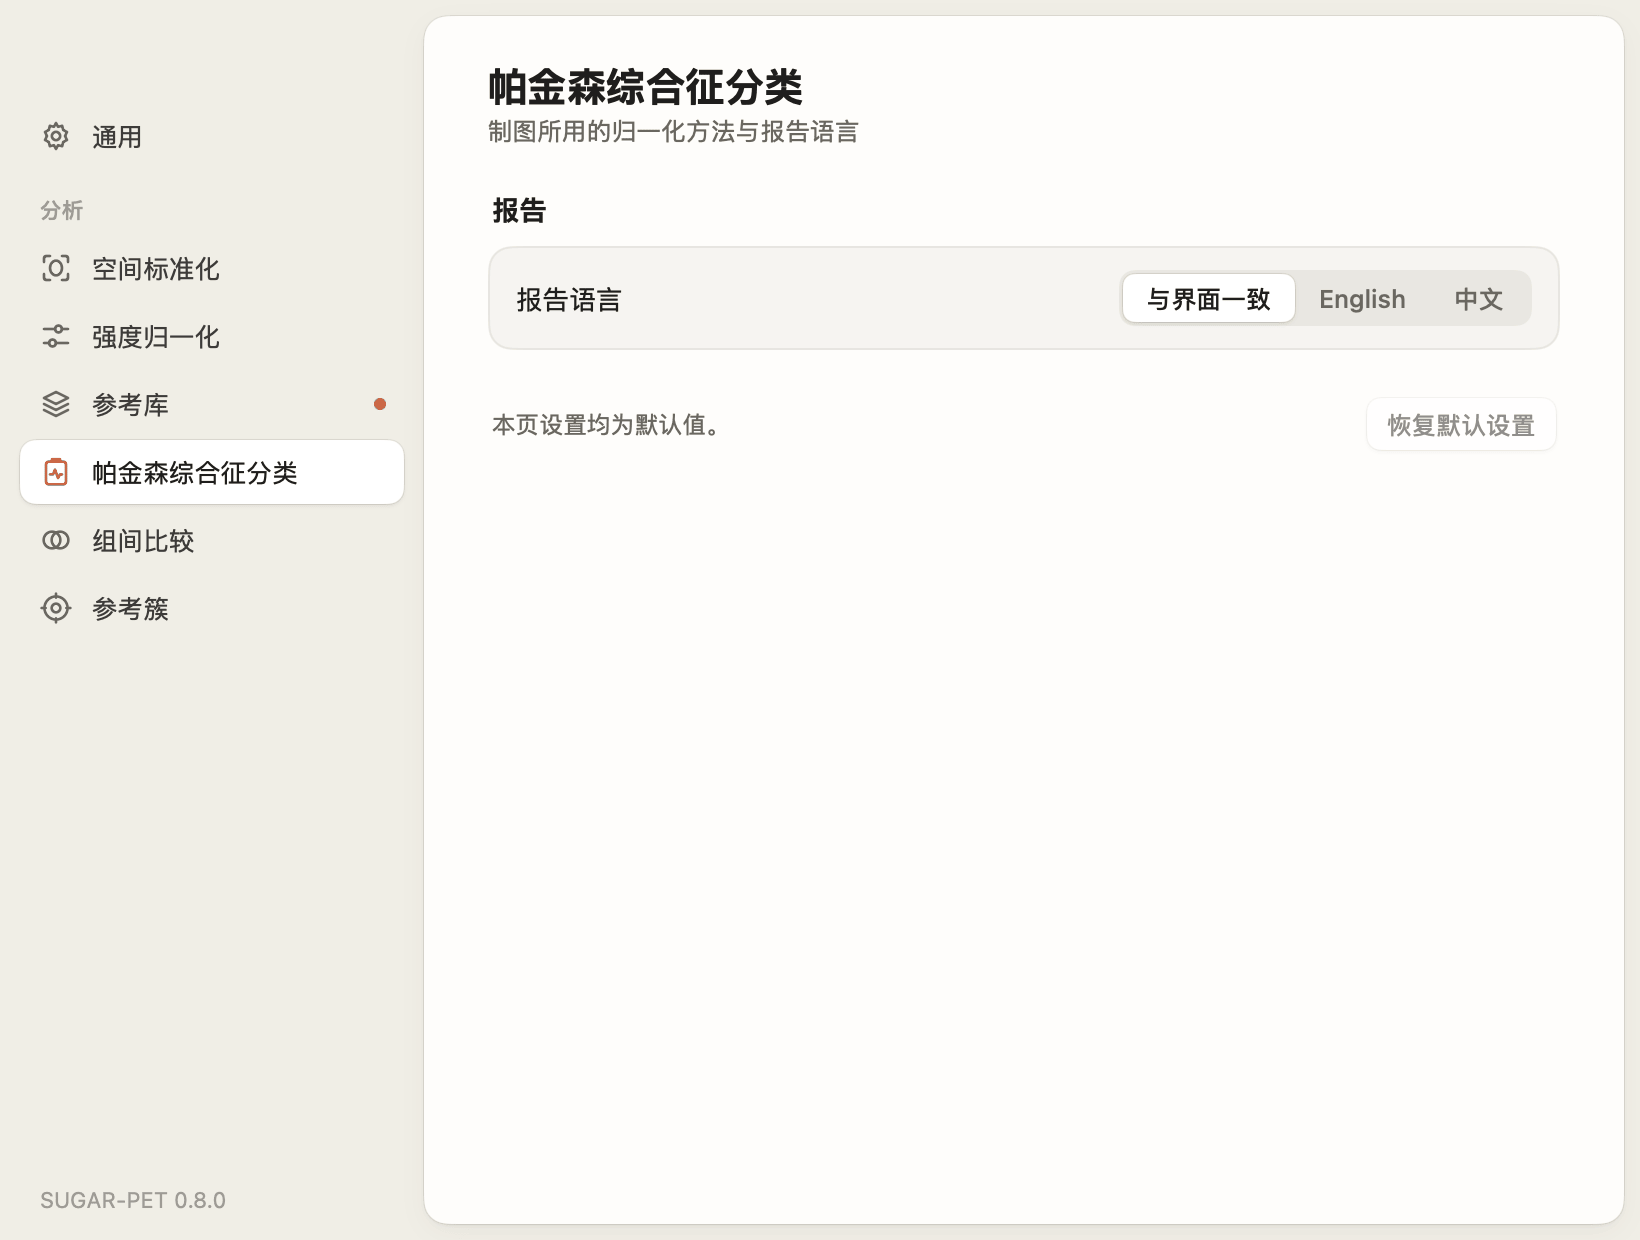 通用
分析
空间标准化
强度归一化
参考库
帕金森综合征分类
组间比较
参考簇
SUGAR-PET 0.8.0
帕金森综合征分类
制图所用的归一化方法与报告语言
报告
报告语言
与界面一致 English 中文
本页设置均为默认值。 恢复默认设置